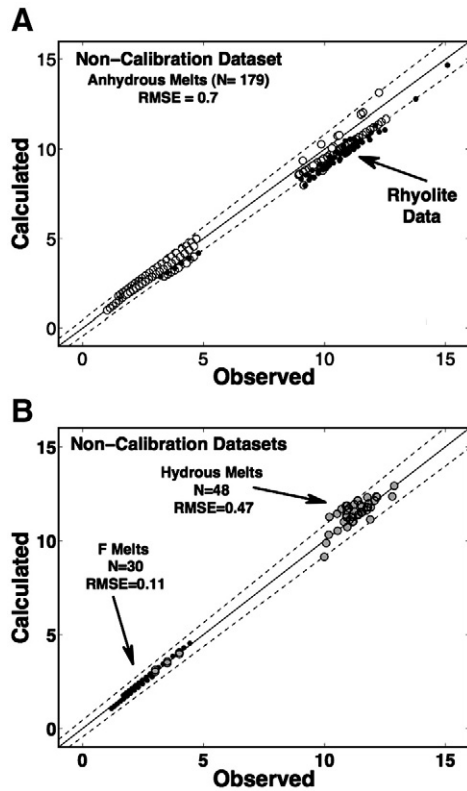 A
Non-Calibration Dataset
Anhydrous Melts (N= 179)
RMSE = 0.7
15
10
5
0
Calculated
Rhyolite
Data
0 5 10 15
Observed
B
Non-Calibration Datasets
Hydrous Melts
N=48
RMSE=0.47
F Melts
N=30
RMSE=0.11
15
10
5
0
Calculated
0 5 10 15
Observed